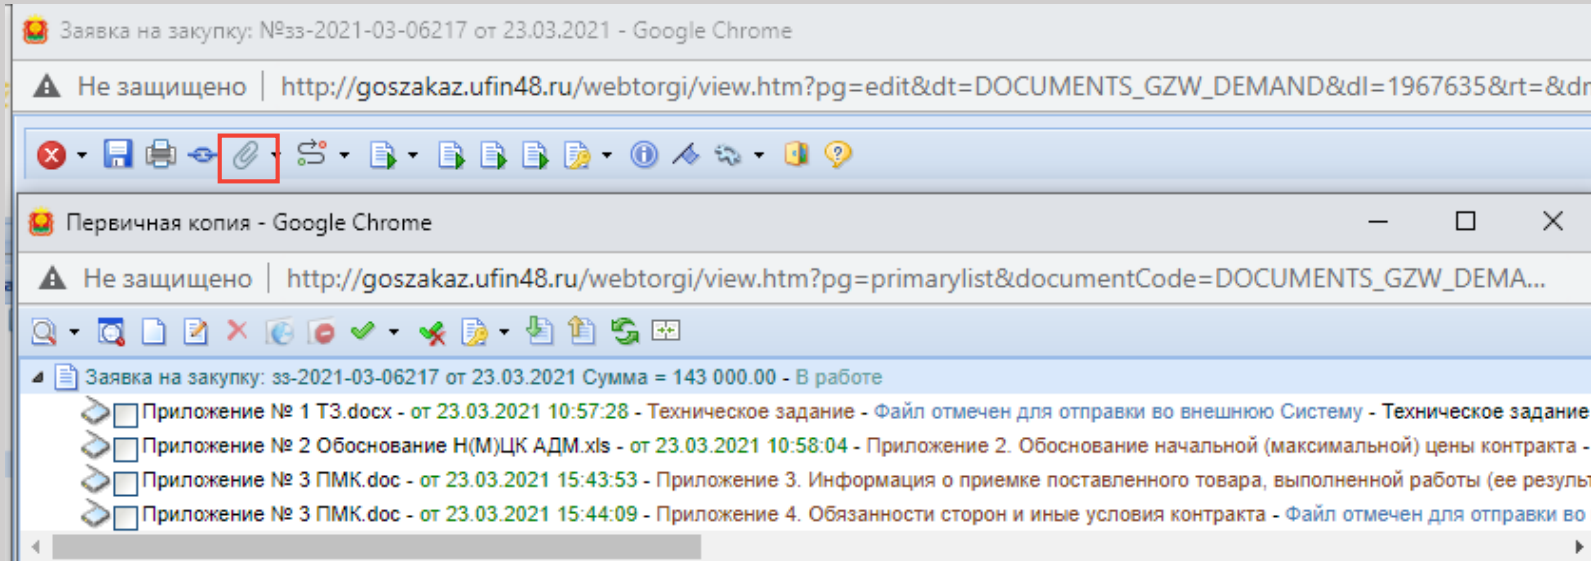 Заявка на закупку: №зз-2021-03-06217 от 23.03.2021 - Google Chrome
Не защищено | http://goszakaz.ufin48.ru/webtorgi/view.htm?pg=edit&dt=DOCUMENTS_GZW_DEMAND&dl=1967635&rt=&dr
Первичная копия - Google Chrome
Не защищено | http://goszakaz.ufin48.ru/webtorgi/view.htm?pg=primarylist&documentCode=DOCUMENTS_GZW_DEMA...
Заявка на закупку: зз-2021-03-06217 от 23.03.2021 Сумма = 143 000.00 - В работе
Приложение № 1 ТЗ.docx - от 23.03.2021 10:57:28 - Техническое задание - Файл отмечен для отправки во внешнюю Систему - Техническое задание
Приложение № 2 Обоснование Н(М)ЦК АДМ.xls - от 23.03.2021 10:58:04 - Приложение 2. Обоснование начальной (максимальной) цены контракта -
Приложение № 3 ПМК.doc - от 23.03.2021 15:43:53 - Приложение 3. Информация о приемке поставленного товара, выполненной работы (ее результ
Приложение № 3 ПМК.doc - от 23.03.2021 15:44:09 - Приложение 4. Обязанности сторон и иные условия контракта - Файл отмечен для отправки во